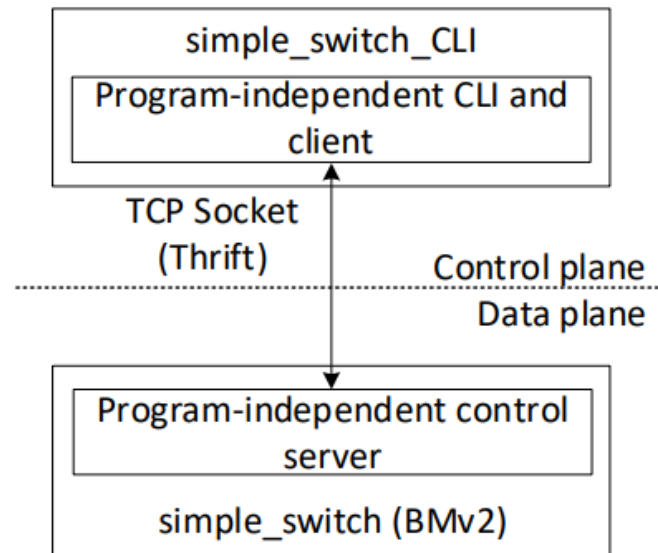 simple_switch_CLI
Program-independent CLI and
client
TCP Socket
(Thrift)
Control plane
Data plane
Program-independent control
server
simple_switch (BMv2)